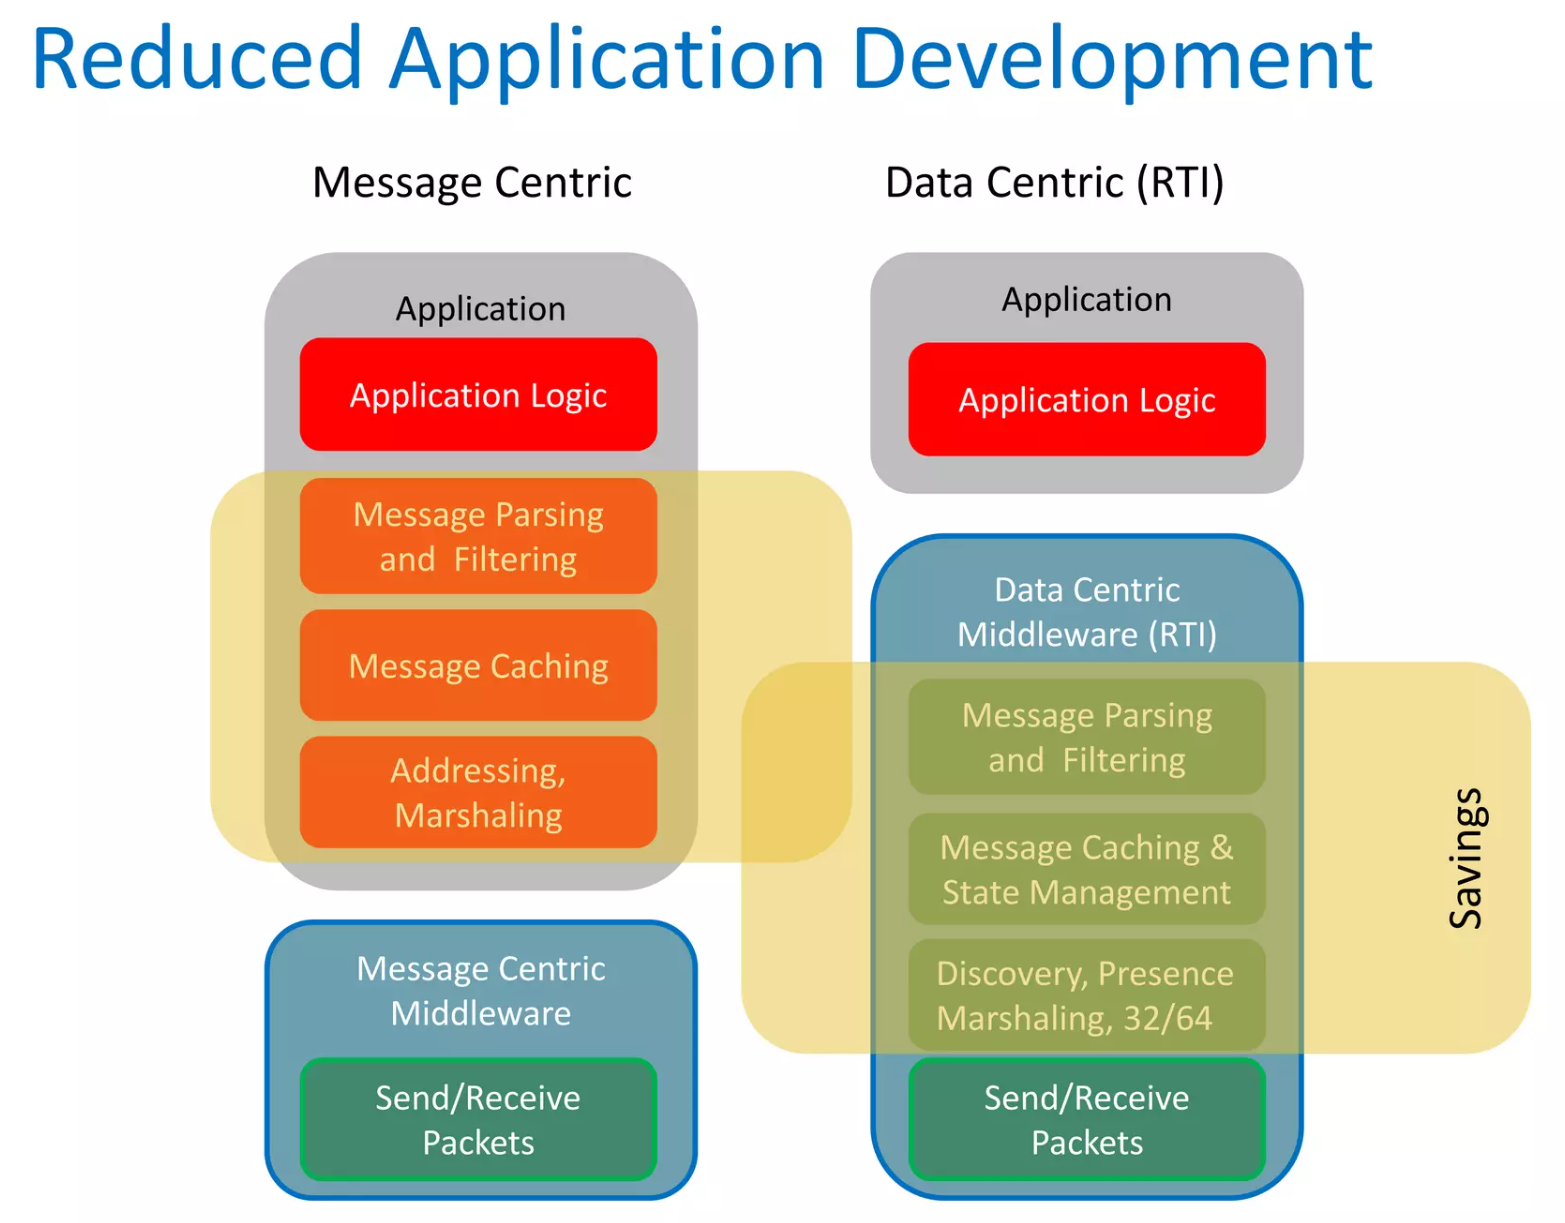 Reduced Application Development
Message Centric
Application
Application Logic
Message Parsing
and  Filtering
Message Caching
Addressing,
Marshaling
Message Centric
Middleware
Send/Receive
Packets
Data Centric (RTI)
Application
Application Logic
Data Centric
Middleware (RTI)
Message Parsing
and  Filtering
Message Caching &
State Management
Discovery, Presence
Marshaling, 32/64
Send/Receive
Packets
Savings